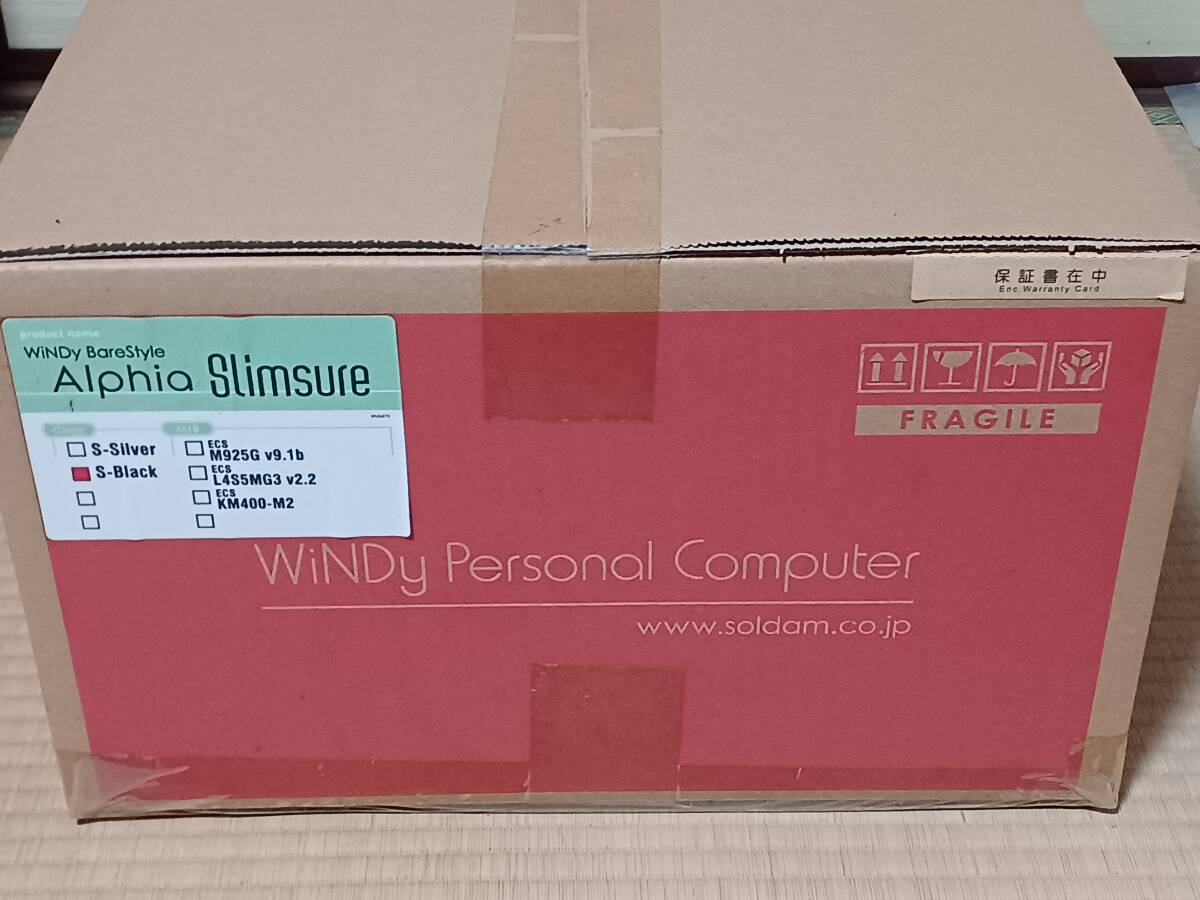 保証書在中
Enc. Warranty Card
product name :
WiNDy BareStyle
Alphia Slimsure
Color
M/B
S-Silver
S-Black
ECS
M925G v9.1b
ECS
L4S5MG3 v2.2
ECS
KM400-M2
FRAGILE
WiNDy Personal Computer
www.soldam.co.jp